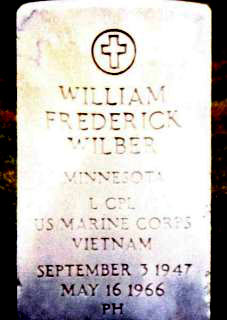 WILLIAM
FREDERICK
WILBER
MINNESOTA
L CPL
US MARINE CORPS
VIETNAM
SEPTEMBER 3 1947
MAY 16 1966
PH